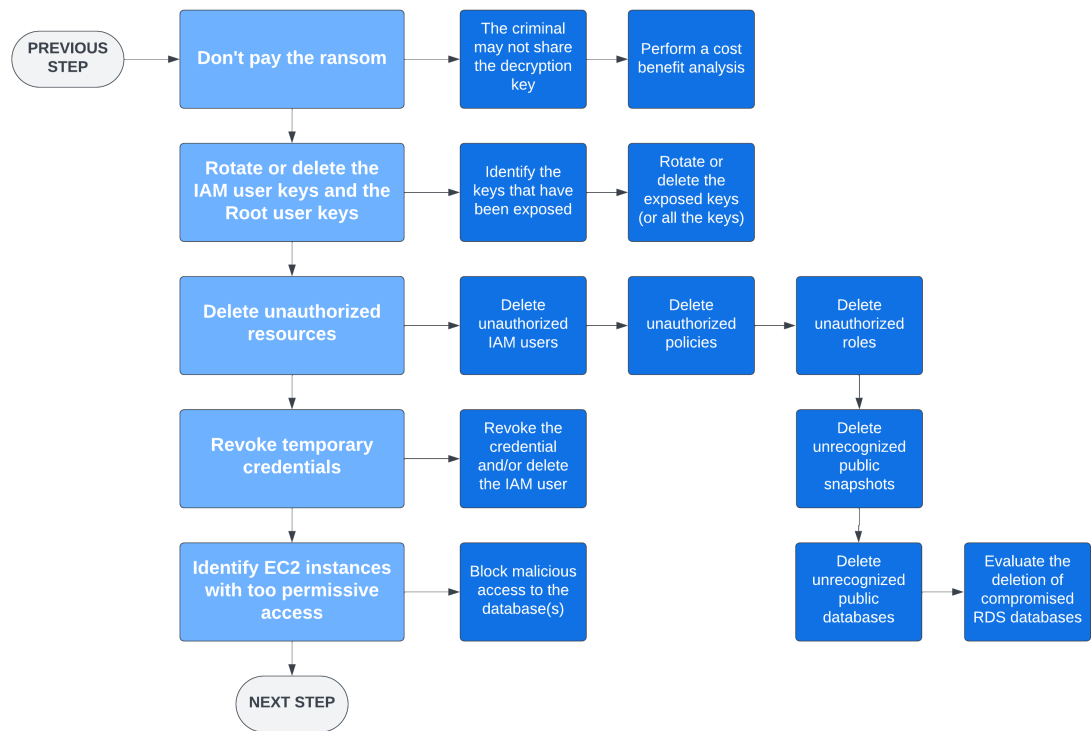 PREVIOUS
STEP
Don't pay the ransom
The criminal
may not share
the decryption
key
Perform a cost
benefit analysis
Rotate or delete the
IAM user keys and the
Root user keys
Identify the
keys that have
been exposed
Rotate or
delete the
exposed keys
(or all the keys)
Delete unauthorized
resources
Delete
unauthorized
IAM users
Delete
unauthorized
policies
Delete
unauthorized
roles
Revoke temporary
credentials
Revoke the
credential
and/or delete
the IAM user
Delete
unrecognized
public
snapshots
Identify EC2 instances
with too permissive
access
Block malicious
access to the
database(s)
Delete
unrecognized
public
databases
Evaluate the
deletion of
compromised
RDS databases
NEXT STEP